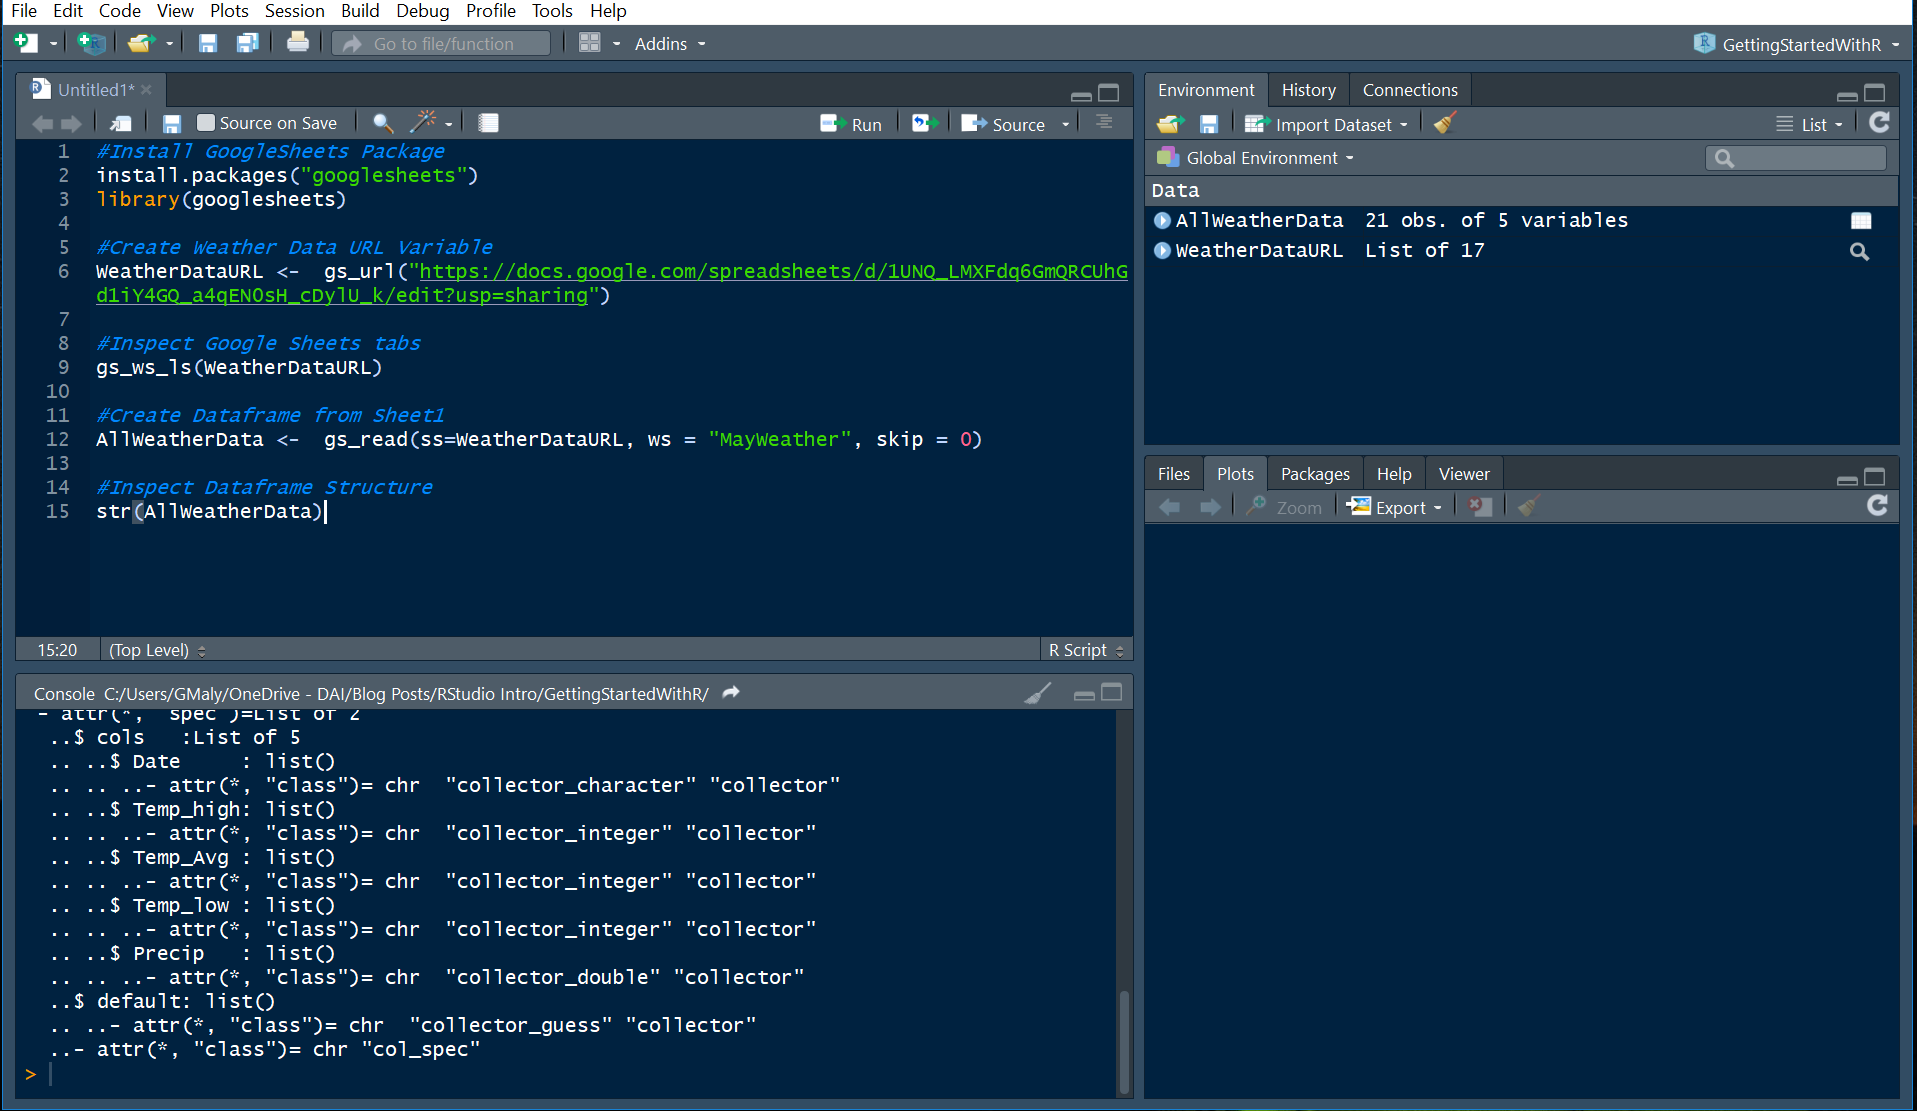 File Edit Code View Plots Session Build Debug Profile Tools Help
Go to file/function Addins GettingStartedWithR
Untitled1*
Source on Save Run Source
1 #Install GoogleSheets Package
2 install.packages("googlesheets")
3 library(googlesheets)
4
5 #Create Weather Data URL Variable
6 WeatherDataURL <-  gs_url("https://docs.google.com/spreadsheets/d/1UNQ_LMXFdq6GmQRCUhG
d1iY4GQ_a4qEN0sH_cDylU_k/edit?usp=sharing")
7
8 #Inspect Google Sheets tabs
9 gs_ws_ls(WeatherDataURL)
10
11 #Create Dataframe from Sheet1
12 AllWeatherData <-  gs_read(ss=WeatherDataURL, ws = "MayWeather", skip = 0)
13
14 #Inspect Dataframe Structure
15 str(AllWeatherData)
15:20 (Top Level) R Script
Console C:/Users/GMaly/OneDrive - DAI/Blog Posts/RStudio Intro/GettingStartedWithR/
- attr(*, "spec")=List of 2
..$ cols   :List of 5
.. ..$ Date     : list()
.. .. ..- attr(*, "class")= chr  "collector_character" "collector"
.. ..$ Temp_high: list()
.. .. ..- attr(*, "class")= chr  "collector_integer" "collector"
.. ..$ Temp_Avg : list()
.. .. ..- attr(*, "class")= chr  "collector_integer" "collector"
.. ..$ Temp_low : list()
.. .. ..- attr(*, "class")= chr  "collector_integer" "collector"
.. ..$ Precip   : list()
.. .. ..- attr(*, "class")= chr  "collector_double" "collector"
..$ default: list()
.. ..- attr(*, "class")= chr  "collector_guess" "collector"
..- attr(*, "class")= chr "col_spec"
>
Environment History Connections
Import Dataset List
Global Environment
Data
AllWeatherData 21 obs. of 5 variables
WeatherDataURL List of 17
Files Plots Packages Help Viewer
Zoom Export